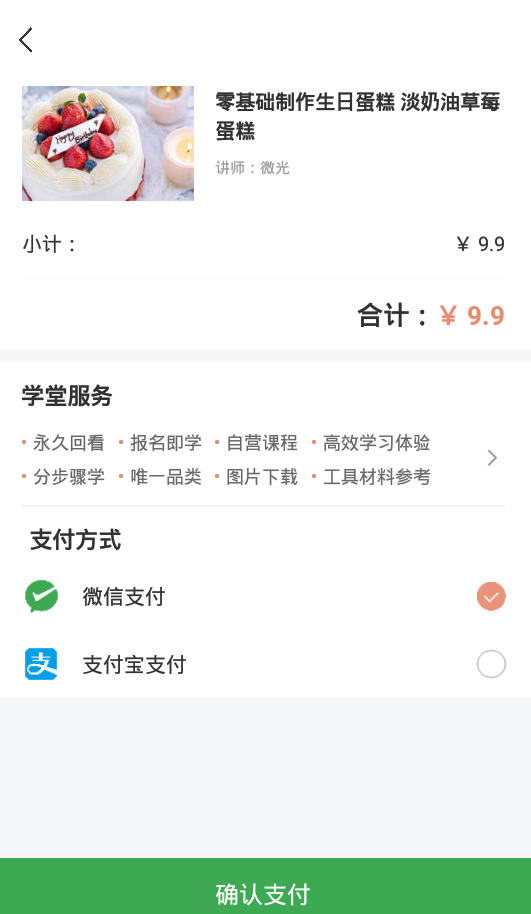 Happy Birthday
零基础制作生日蛋糕 淡奶油草莓
蛋糕
讲师：微光
小计： ￥ 9.9
合计：￥ 9.9
学堂服务
永久回看 报名即学 自营课程 高效学习体验
分步骤学 唯一品类 图片下载 工具材料参考
支付方式
微信支付
支 支付宝支付
确认支付